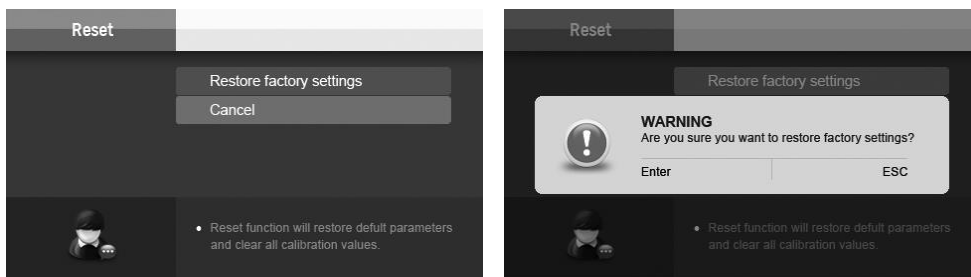 Reset
Restore factory settings
Cancel
Reset function will restore defult parameters
and clear all calibration values.
Reset
Restore factory settings
WARNING
Are you sure you want to restore factory settings?
Enter ESC
Reset function will restore defult parameters
and clear all calibration values.